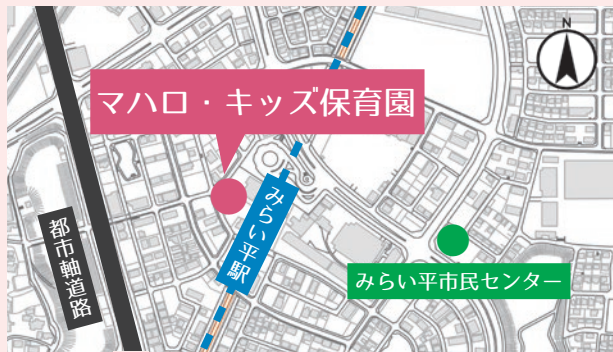 N
マハロ・キッズ保育園
みらい平駅
都市軸道路
みらい平市民センター